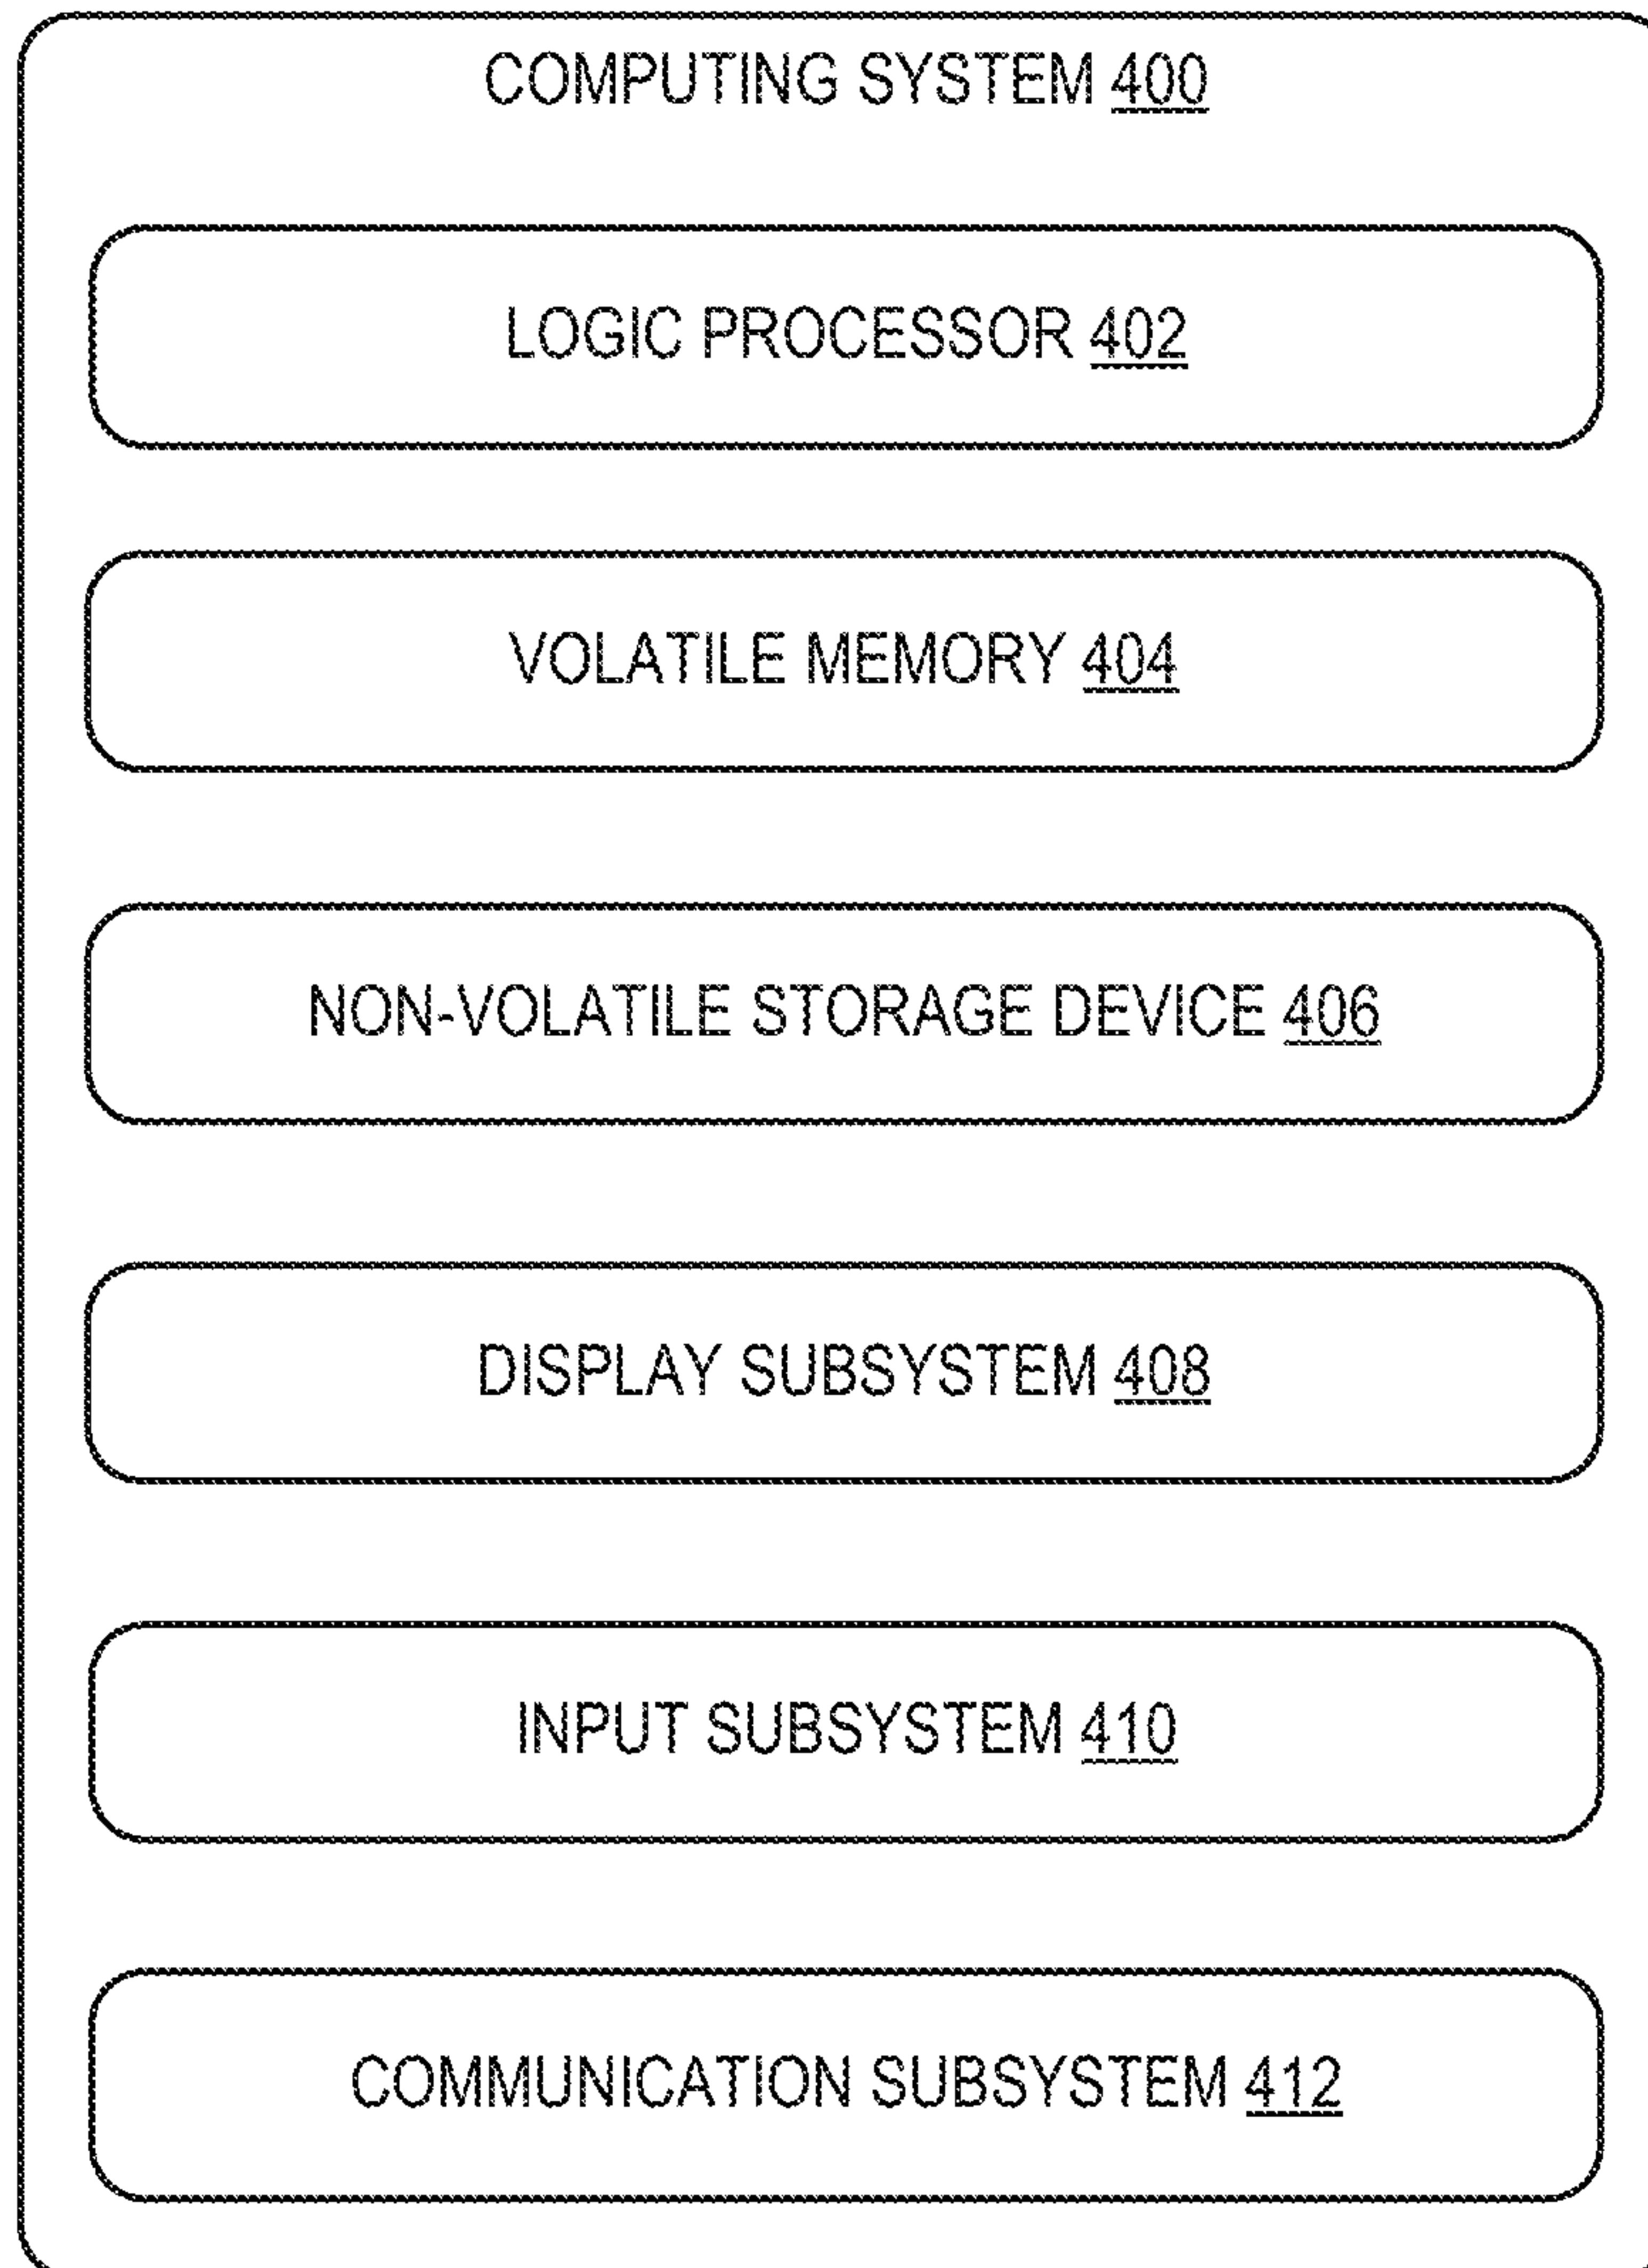 COMPUTING SYSTEM 400
LOGIC PROCESSOR 402
VOLATILE MEMORY 404
NON-VOLATILE STORAGE DEVICE 406
DISPLAY SUBSYSTEM 408
INPUT SUBSYSTEM 410
COMMUNICATION SUBSYSTEM 412